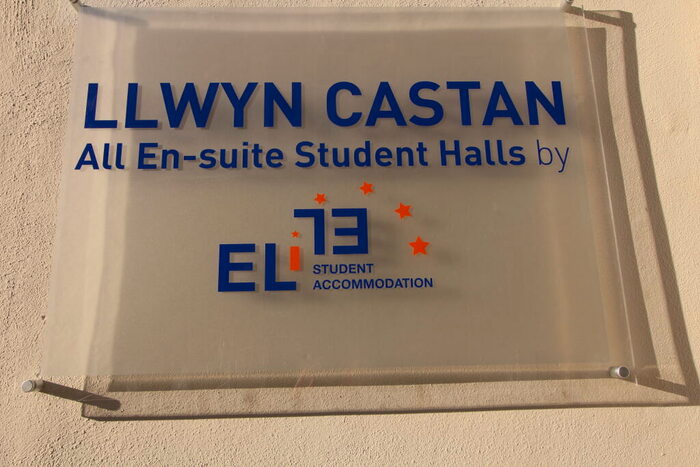 LLWYN CASTAN
All En-suite Student Halls by
ELiTE
STUDENT
ACCOMMODATION